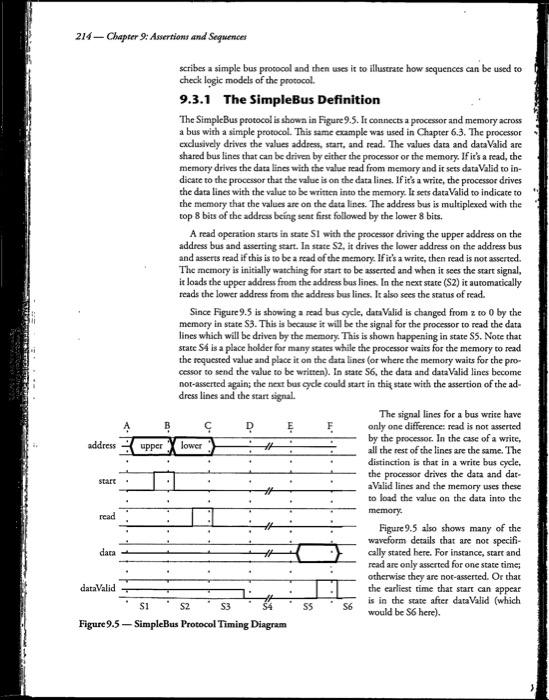 214 — Chapter 9: Assertions and Sequences
scribes a simple bus protocol and then uses it to illustrate how sequences can be used to
check logic models of the protocol.
9.3.1 The SimpleBus Definition
The SimpleBus protocol is shown in Figure 9.5. It connects a processor and memory across
a bus with a simple protocol. This same example was used in Chapter 6.3. The processor
exclusively drives the values address, start, and read. The values data and dataValid are
shared bus lines that can be driven by either the processor or the memory. If it's a read, the
memory drives the data lines with the value read from memory and it sets dataValid to in-
dicate to the processor that the value is on the data lines. If it's a write, the processor drives
the data lines with the value to be written into the memory. It sets dataValid to indicate to
the memory that the values are on the data lines. The address bus is multiplexed with the
top 8 bits of the address being sent first followed by the lower 8 bits.
A read operation starts in state S1 with the processor driving the upper address on the
address bus and asserting start. In state S2, it drives the lower address on the address bus
and asserts read if this is to be a read of the memory. If it's a write, then read is not asserted.
The memory is initially watching for start to be asserted and when it sees the start signal,
it loads the upper address from the address bus lines. In the next state (S2) it automatically
reads the lower address from the address bus lines. It also sees the status of read.
Since Figure 9.5 is showing a read bus cycle, dataValid is changed from z to 0 by the
memory in state S3. This is because it will be the signal for the processor to read the data
lines which will be driven by the memory. This is shown happening in state S5. Note that
state S4 is a place holder for many states while the processor waits for the memory to read
the requested value and place it on the data lines (or where the memory waits for the pro-
cessor to send the value to be written). In state S6, the data and dataValid lines become
not-asserted again; the next bus cycle could start in this state with the assertion of the ad-
dress lines and the start signal.
The signal lines for a bus write have
only one difference: read is not asserted
by the processor. In the case of a write,
all the rest of the lines are the same. The
distinction is that in a write bus cycle,
the processor drives the data and dat-
aValid lines and the memory uses these
to load the value on the data into the
memory.
Figure 9.5 also shows many of the
waveform details that are not specifi-
cally stated here. For instance, start and
read are only asserted for one state time;
otherwise they are not-asserted. Or that
the earliest time that start can appear
is in the state after dataValid (which
would be S6 here).
A B C D E F
address upper lower
start
read
data
dataValid
S1 S2 S3 S4 S5 S6
Figure 9.5 — SimpleBus Protocol Timing Diagram